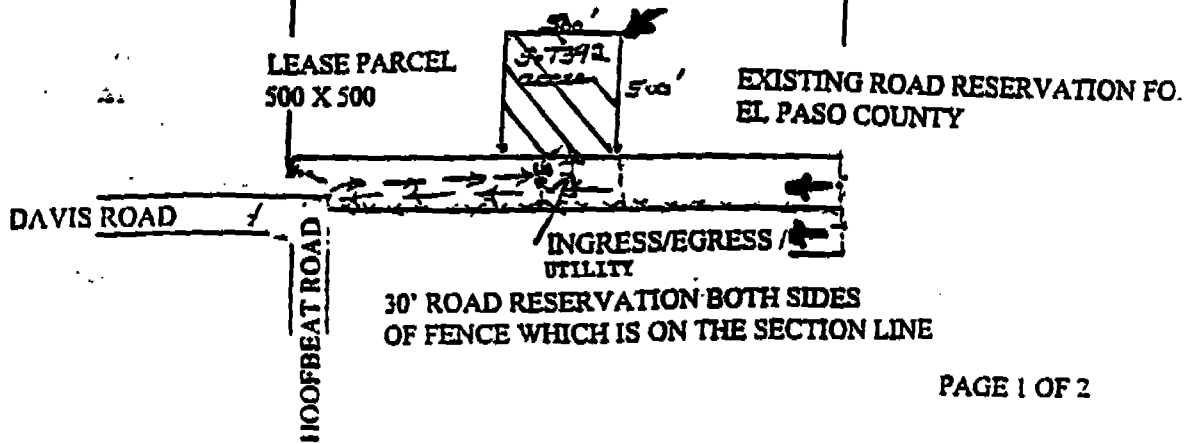 500'
LEASE PARCEL
500 X 500
500'
EXISTING ROAD RESERVATION FO.
EL PASO COUNTY
DAVIS ROAD
HOOFBEAT ROAD
INGRESS/EGRESS /
UTILITY
30' ROAD RESERVATION BOTH SIDES
OF FENCE WHICH IS ON THE SECTION LINE
PAGE 1 OF 2